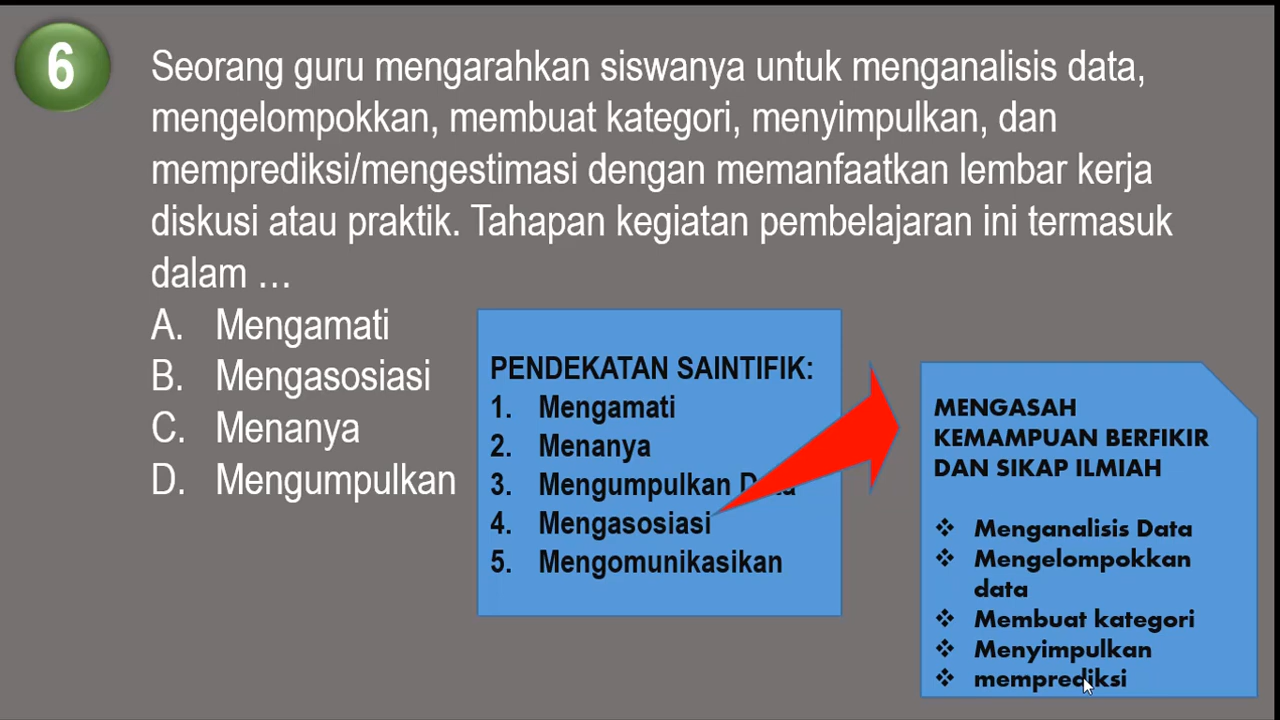 6
Seorang guru mengarahkan siswanya untuk menganalisis data,
mengelompokkan, membuat kategori, menyimpulkan, dan
memprediksi/mengestimasi dengan memanfaatkan lembar kerja
diskusi atau praktik. Tahapan kegiatan pembelajaran ini termasuk
dalam …
A. Mengamati
B. Mengasosiasi
C. Menanya
D. Mengumpulkan
PENDEKATAN SAINTIFIK:
1. Mengamati
2. Menanya
3. Mengumpulkan Data
4. Mengasosiasi
5. Mengomunikasikan
MENGASAH
KEMAMPUAN BERFIKIR
DAN SIKAP ILMIAH
❖ Menganalisis Data
❖ Mengelompokkan
data
❖ Membuat kategori
❖ Menyimpulkan
❖ memprediksi